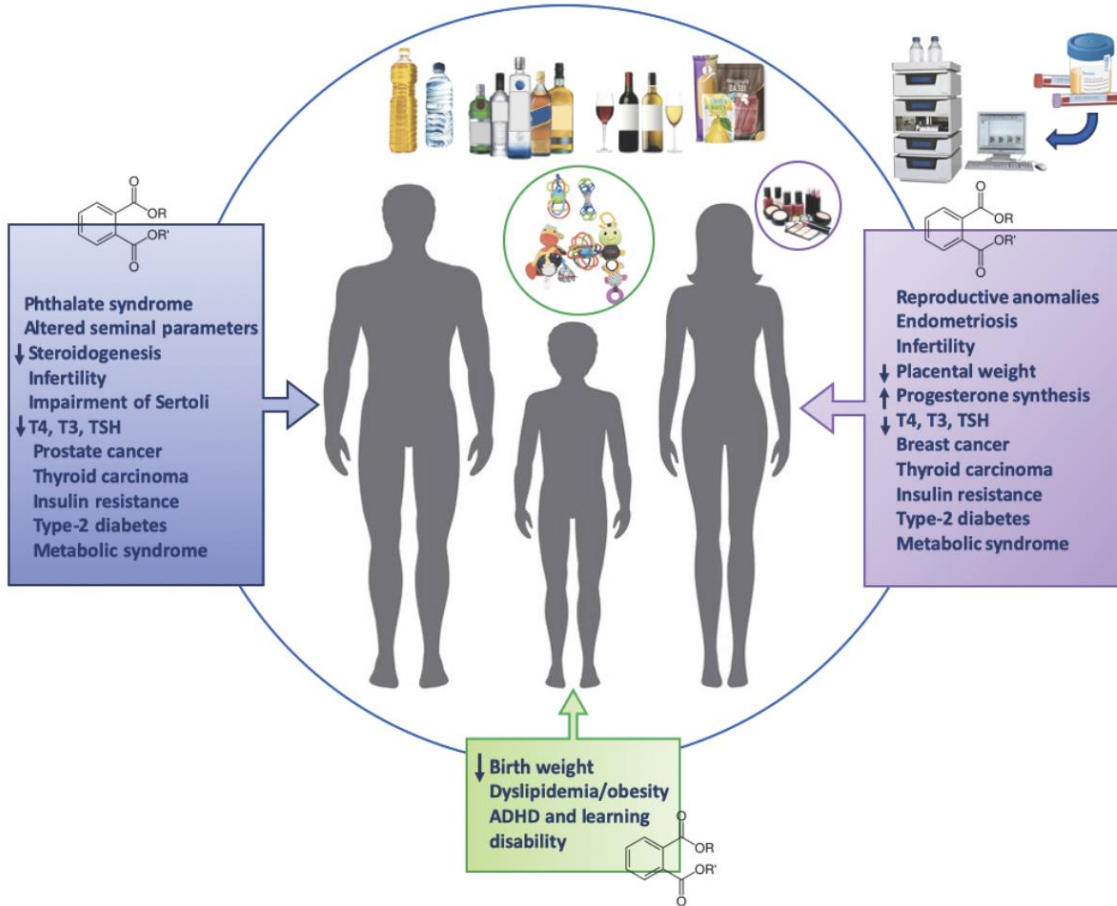 O
OR
OR'
O
Phthalate syndrome
Altered seminal parameters
↓ Steroidogenesis
Infertility
Impairment of Sertoli
↓ T4, T3, TSH
Prostate cancer
Thyroid carcinoma
Insulin resistance
Type-2 diabetes
Metabolic syndrome
O
OR
OR'
O
Reproductive anomalies
Endometriosis
Infertility
↓ Placental weight
↑ Progesterone synthesis
↓ T4, T3, TSH
Breast cancer
Thyroid carcinoma
Insulin resistance
Type-2 diabetes
Metabolic syndrome
↓ Birth weight
Dyslipidemia/obesity
ADHD and learning
disability
O
OR
OR'
O